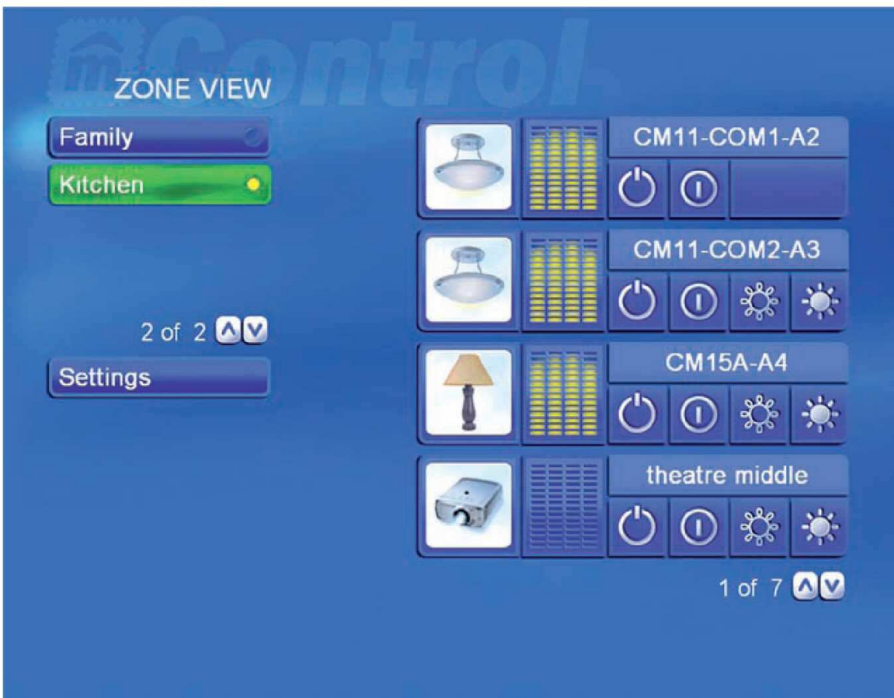 mControl
ZONE VIEW
Family
Kitchen
2 of 2
Settings
CM11-COM1-A2
CM11-COM2-A3
CM15A-A4
theatre middle
1 of 7